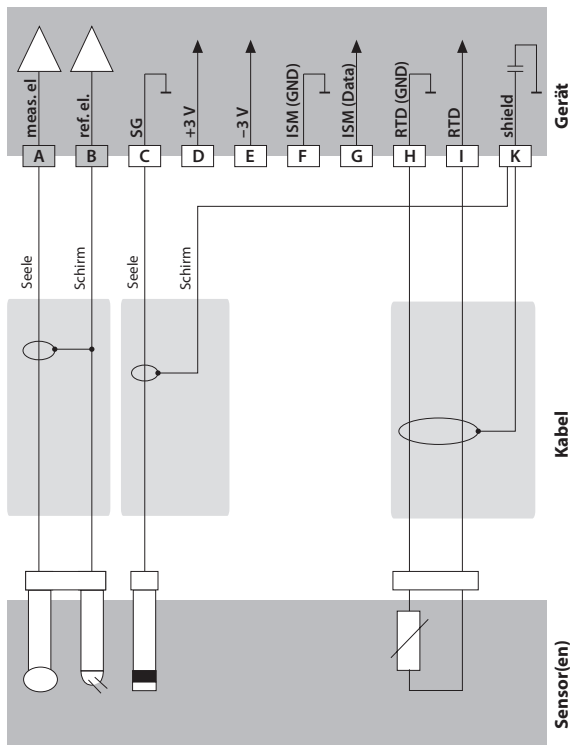 meas. el
ref. el.
SG
+3 V
–3 V
ISM (GND)
ISM (Data)
RTD (GND)
RTD
shield
Gerät
A
B
C
D
E
F
G
H
I
K
Seele
Schirm
Seele
Schirm
Kabel
Sensor(en)